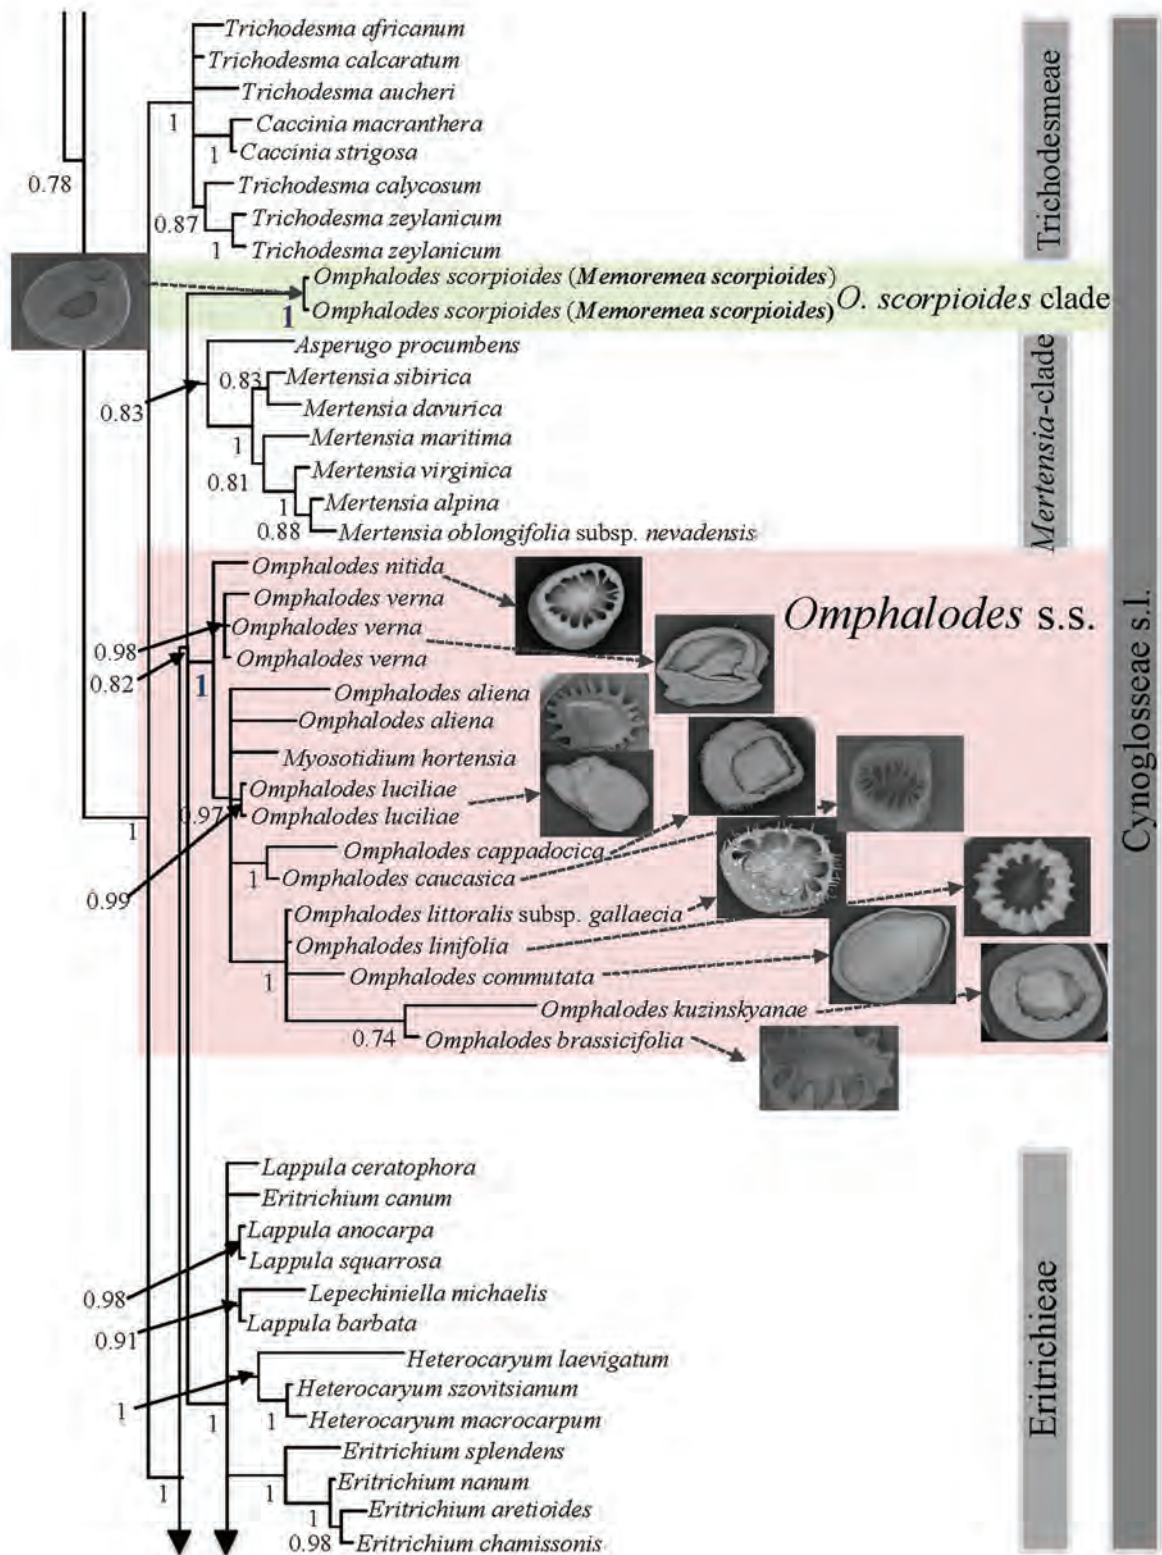 Trichodesma africanum
Trichodesma calcaratum
Trichodesma aucheri
1
Caccinia macranthera
1
Caccinia strigosa
0.78
Trichodesma calycosum
0.87
Trichodesma zeylanicum
1
Trichodesma zeylanicum
Trichodesmeae
Omphalodes scorpioides (Memoremea scorpioides)
1
Omphalodes scorpioides (Memoremea scorpioides)
O. scorpioides clade
Asperugo procumbens
0.83
Mertensia sibirica
0.83
Mertensia davurica
1
Mertensia maritima
0.81
Mertensia virginica
1
Mertensia alpina
0.88
Mertensia oblongifolia subsp. nevadensis
Mertensia-clade
Omphalodes nitida
Omphalodes verna
Omphalodes verna
0.98
Omphalodes verna
0.82
1
Omphalodes s.s.
Omphalodes aliena
Omphalodes aliena
Myosotidium hortensia
Omphalodes luciliae
0.97
Omphalodes luciliae
1
Omphalodes cappadocica
1
Omphalodes caucasica
0.99
Omphalodes littoralis subsp. gallaecia
Omphalodes linifolia
1
Omphalodes commutata
Omphalodes kuzinskyanae
0.74
Omphalodes brassicifolia
Cynoglosseae s.l.
Lappula ceratophora
Eritrichium canum
Lappula anocarpa
Lappula squarrosa
0.98
Lepechiniella michaelis
0.91
Lappula barbata
Heterocaryum laevigatum
Heterocaryum szovitsianum
1
1
1
Heterocaryum macrocarpum
Eritrichium splendens
1
1
Eritrichium nanum
1
Eritrichium aretioides
0.98
Eritrichium chamissonis
Eritrichieae